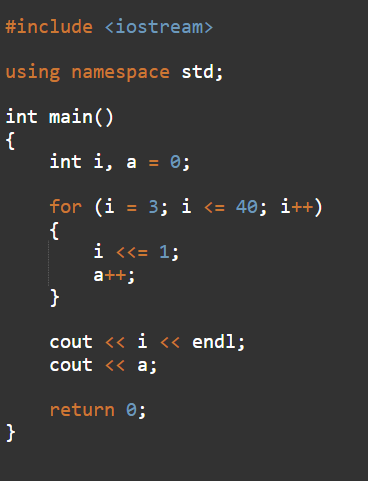 #include <iostream>
using namespace std;
int main()
{
int i, a = 0;
for (i = 3; i <= 40; i++)
{
i <<= 1;
a++;
}
cout << i << endl;
cout << a;
return 0;
}